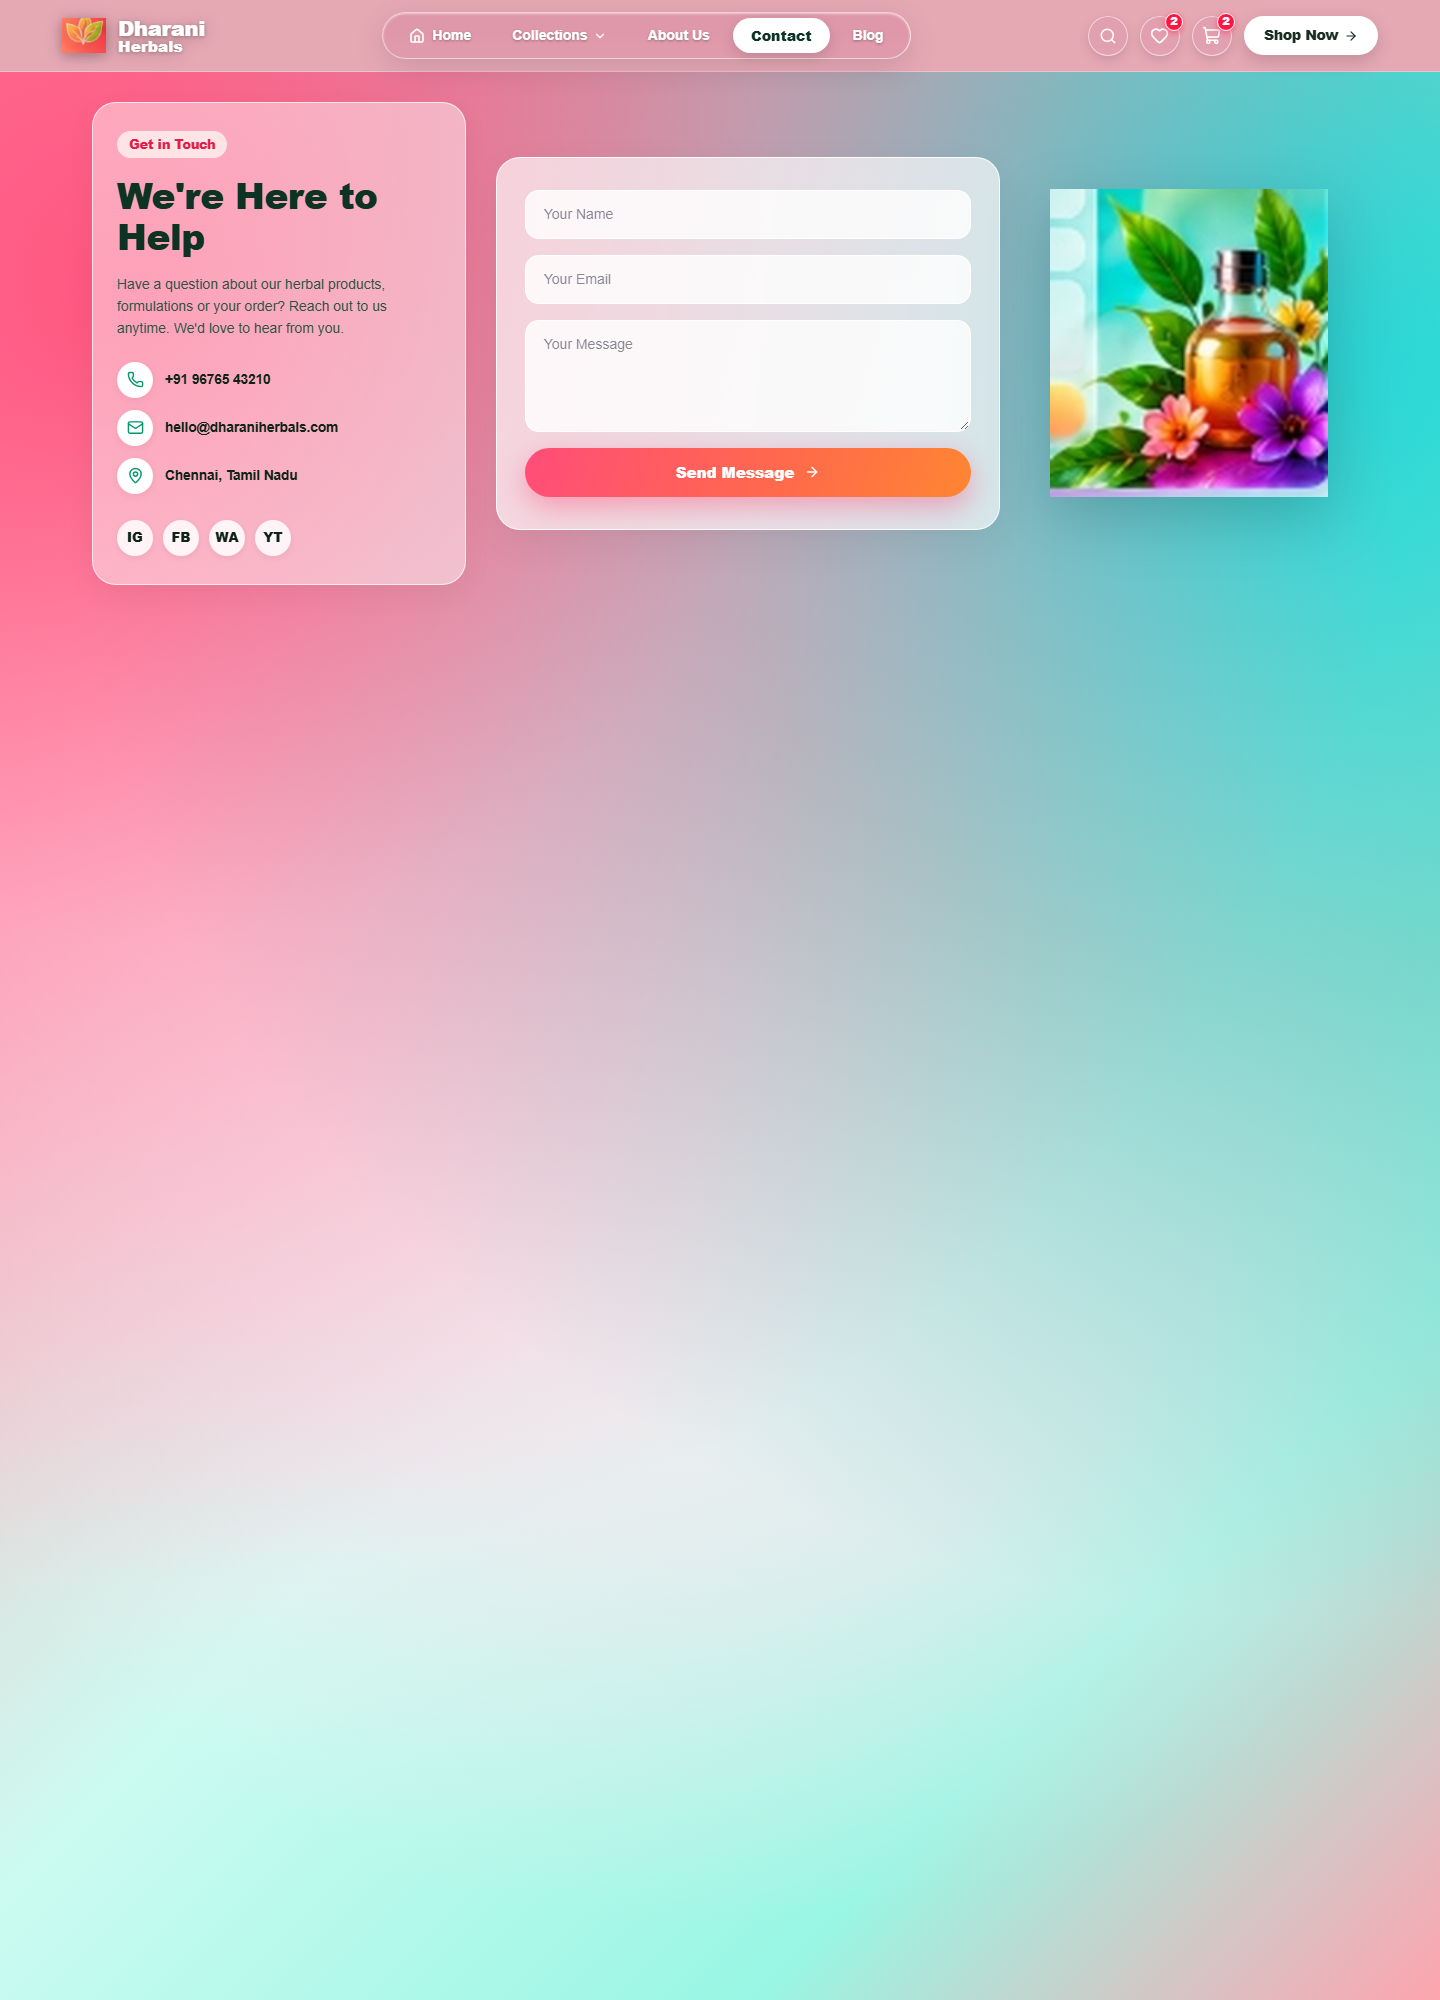 Dharani
Herbals
Home
Collections
About Us
Contact
Blog
2
2
Shop Now
Get in Touch
We're Here to
Help
Have a question about our herbal products,
formulations or your order? Reach out to us
anytime. We'd love to hear from you.
+91 96765 43210
hello@dharaniherbals.com
Chennai, Tamil Nadu
IG
FB
WA
YT
Your Name
Your Email
Your Message
Send Message